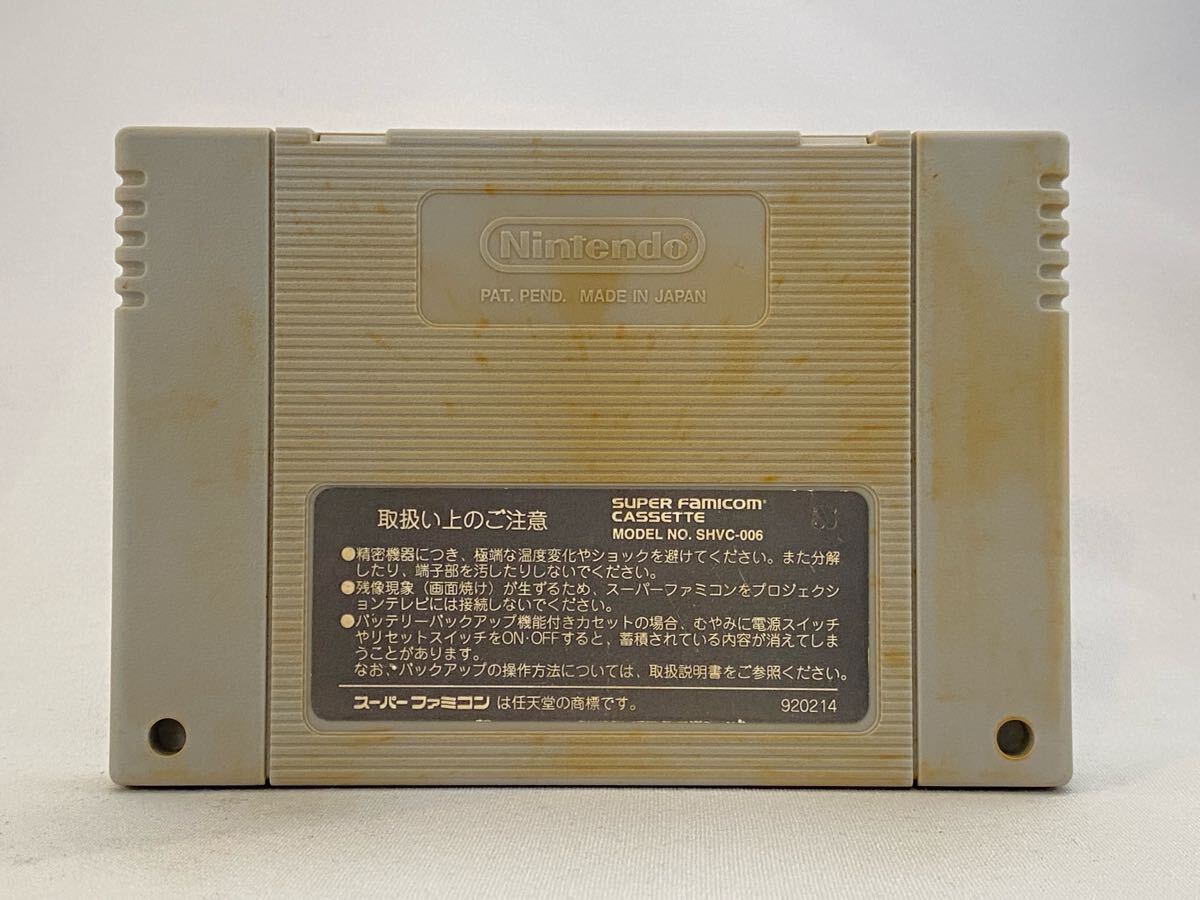 Nintendo®
PAT. PEND. MADE IN JAPAN
取扱い上のご注意
SUPER FAMICOM®
CASSETTE
MODEL NO. SHVC-006
●精密機器につき、極端な温度変化やショックを避けてください。また分解
したり、端子部を汚したりしないでください。
●残像現象（画面焼け）が生ずるため、スーパーファミコンをプロジェクシ
ョンテレビには接続しないでください。
●バッテリーバックアップ機能付きカセットの場合、むやみに電源スイッチ
やリセットスイッチをON・OFFすると、蓄積されている内容が消えてしま
うことがあります。
なお、バックアップの操作方法については、取扱説明書をご参照ください。
スーパーファミコンは任天堂の商標です。
920214